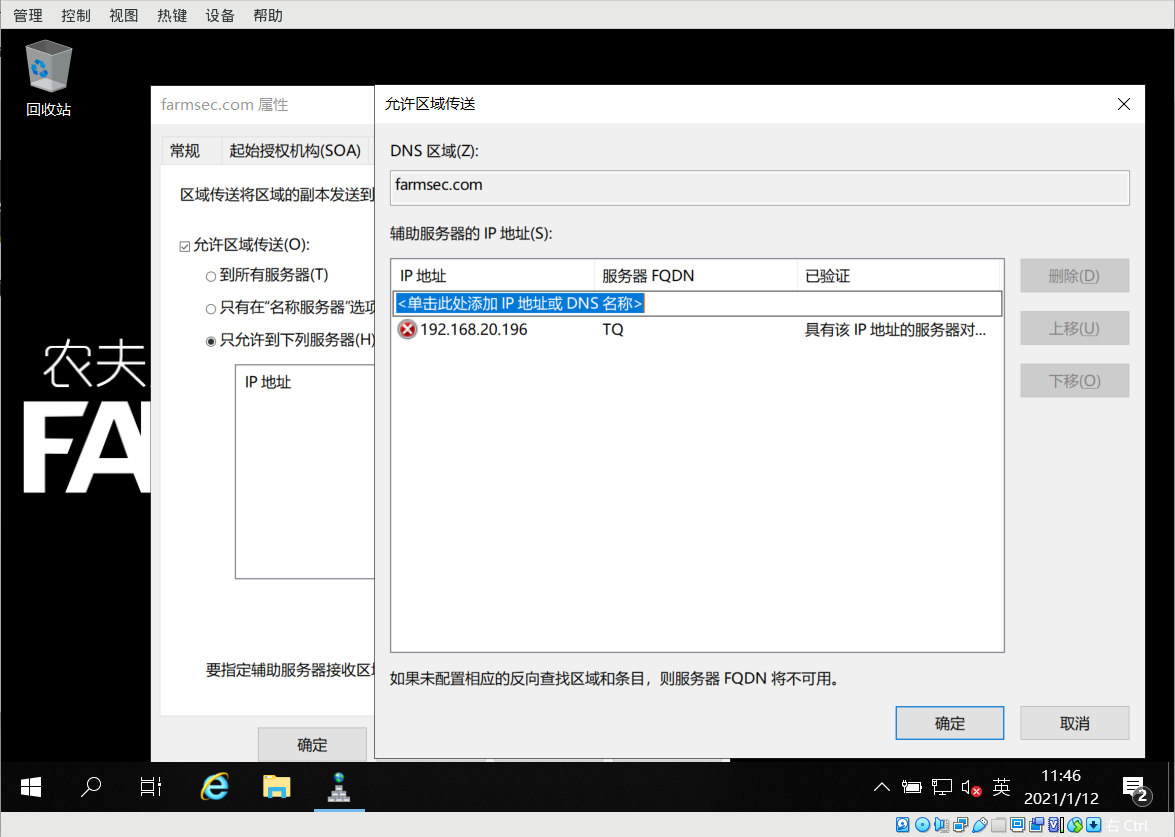 管理 控制 视图 热键 设备 帮助
回收站
farmsec.com 属性
常规 起始授权机构(SOA)
区域传送将区域的副本发送到
允许区域传送(O):
到所有服务器(T)
只有在“名称服务器”选项
只允许到下列服务器(H)
IP 地址
要指定辅助服务器接收区域
确定
允许区域传送
DNS 区域(Z):
farmsec.com
辅助服务器的 IP 地址(S):
IP 地址 服务器 FQDN 已验证
<单击此处添加 IP 地址或 DNS 名称>
192.168.20.196 TQ 具有该 IP 地址的服务器对...
删除(D)
上移(U)
下移(O)
如果未配置相应的反向查找区域和条目，则服务器 FQDN 将不可用。
确定 取消
农夫
FA
英
11:46
2021/1/12
2
右 Ctrl